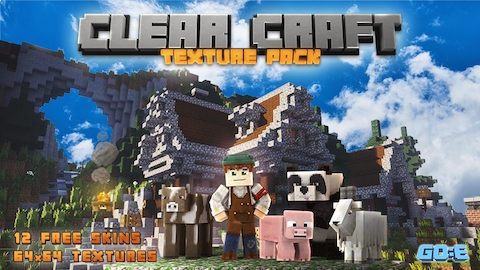 CLEAR CRAFT
TEXTURE PACK
12 FREE SKINS
64x64 TEXTURES
GO:E